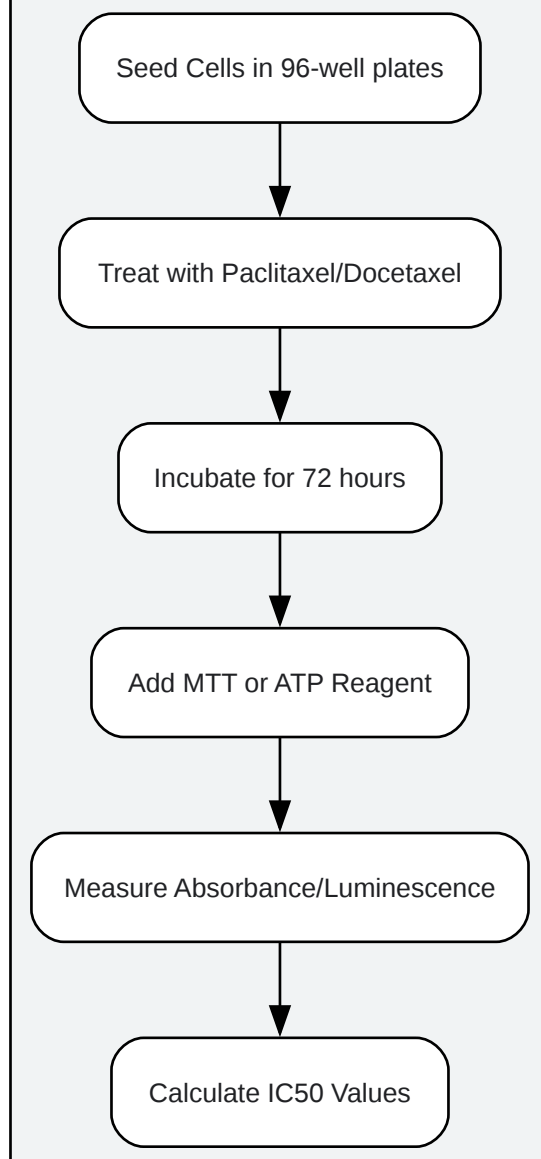 Seed Cells in 96-well plates
Treat with Paclitaxel/Docetaxel
Incubate for 72 hours
Add MTT or ATP Reagent
Measure Absorbance/Luminescence
Calculate IC50 Values